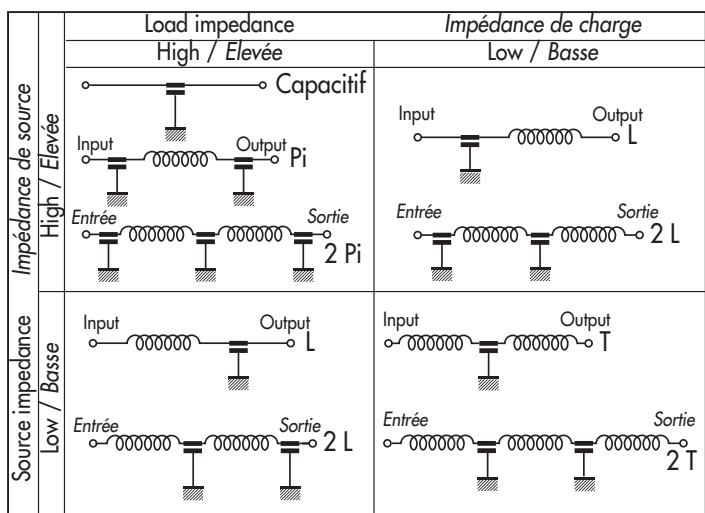 Load impedance
Impédance de charge
High / Elevée
Low / Basse
Impédance de source
High / Elevée
Capacitif
Input
Output
Pi
Entrée
Sortie
2 Pi
Input
Output
L
Entrée
Sortie
2 L
Source impedance
Low / Basse
Input
Output
L
Entrée
Sortie
2 L
Input
Output
T
Entrée
Sortie
2 T